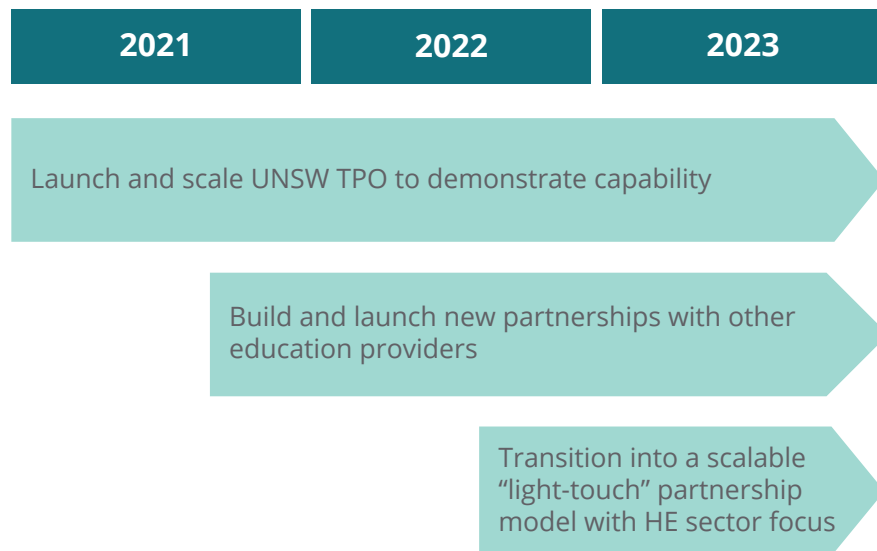 2021
2022
2023
Launch and scale UNSW TPO to demonstrate capability
Build and launch new partnerships with other
education providers
Transition into a scalable
“light-touch” partnership
model with HE sector focus